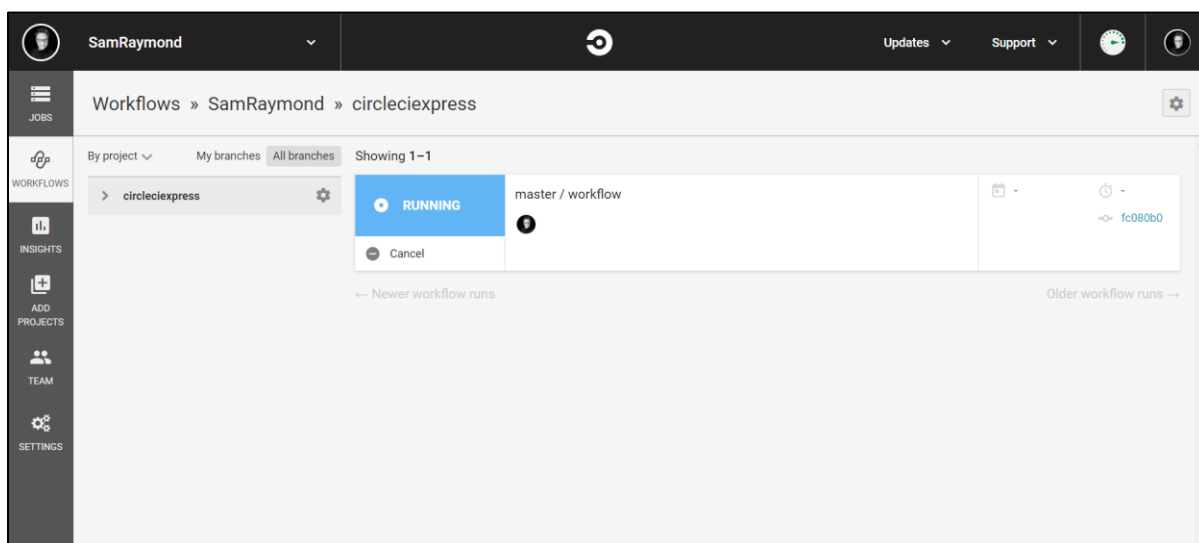 SamRaymond
Updates
Support
JOBS
Workflows » SamRaymond » circleciexpress
WORKFLOWS
By project
My branches
All branches
Showing 1–1
circleciexpress
RUNNING
master / workflow
-
-
fc080b0
Cancel
INSIGHTS
ADD
PROJECTS
← Newer workflow runs
Older workflow runs →
TEAM
SETTINGS